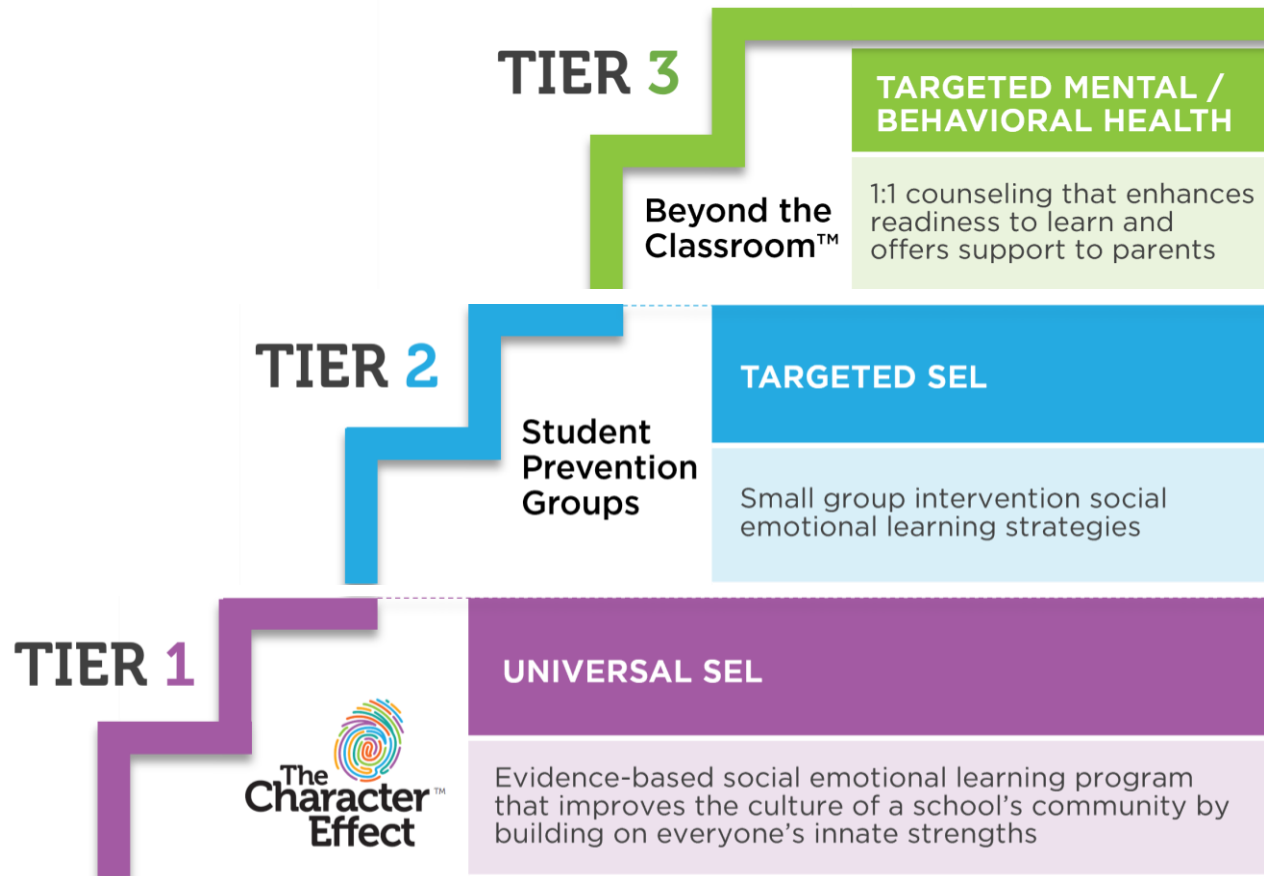 TIER 3
TARGETED MENTAL /
BEHAVIORAL HEALTH
Beyond the
Classroom™
1:1 counseling that enhances
readiness to learn and
offers support to parents
TIER 2
TARGETED SEL
Student
Prevention
Groups
Small group intervention social
emotional learning strategies
TIER 1
UNIVERSAL SEL
The
Character™
Effect
Evidence-based social emotional learning program
that improves the culture of a school’s community by
building on everyone’s innate strengths